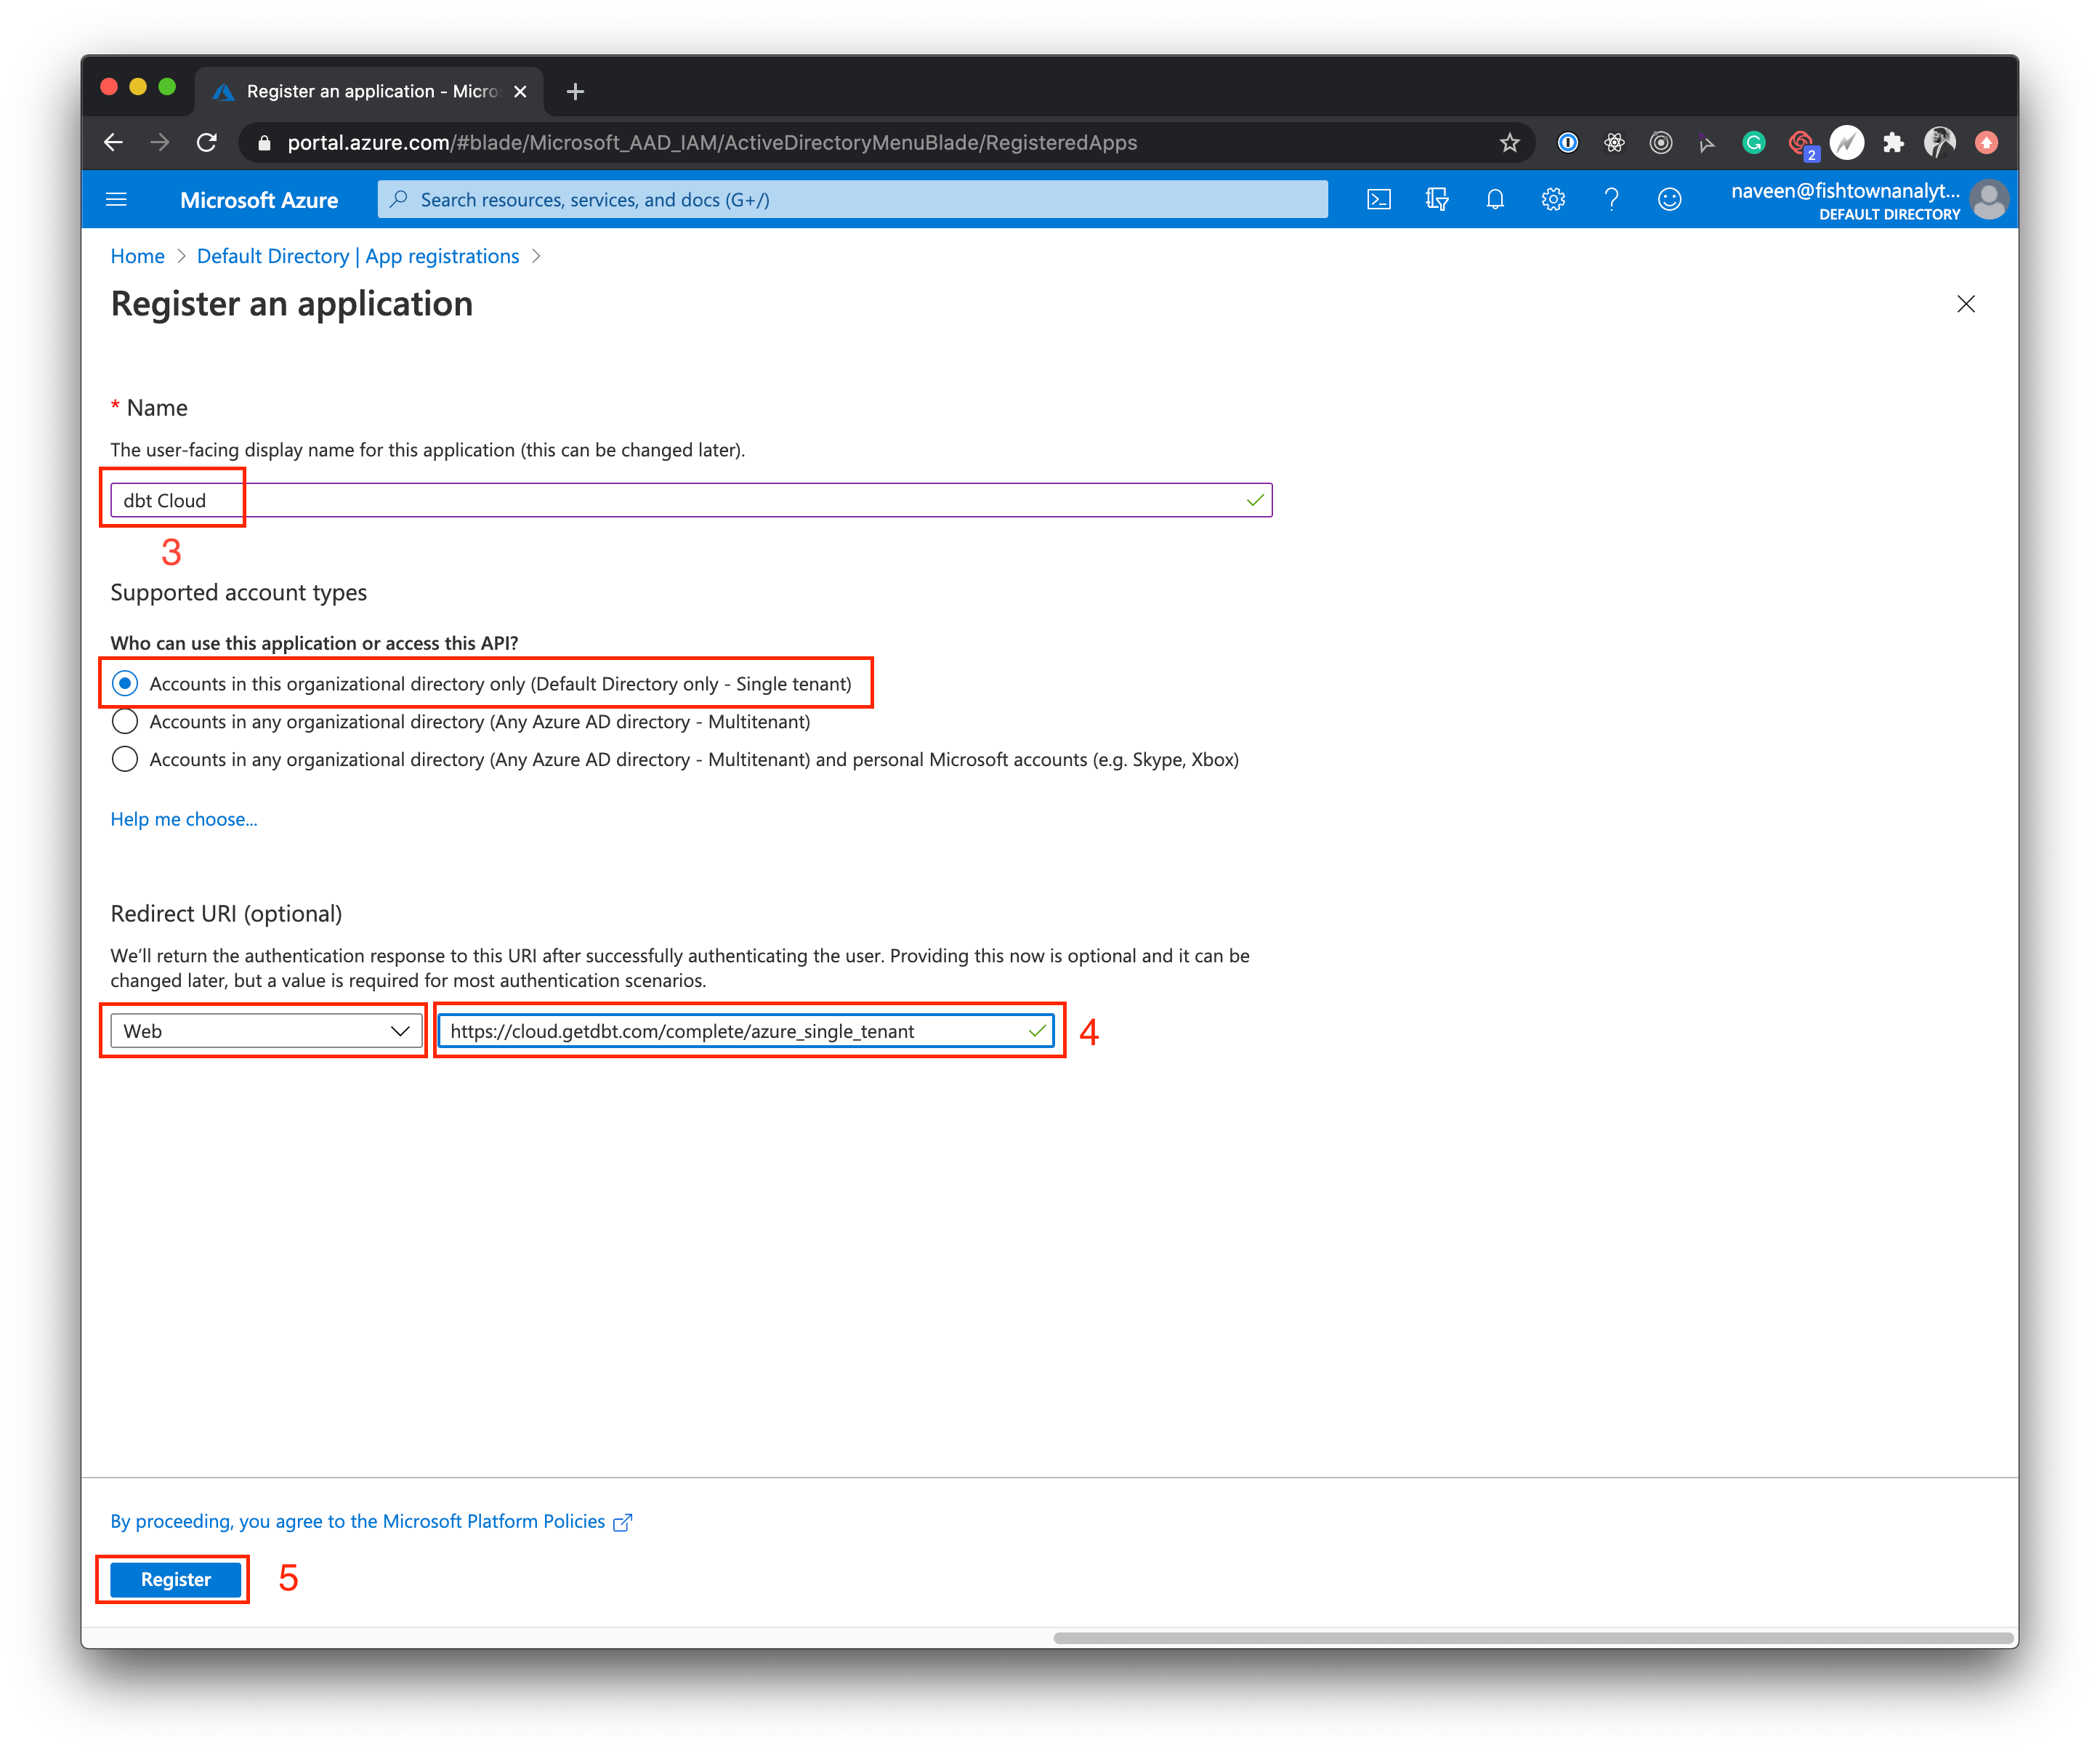 Register an application - Micro
portal.azure.com/#blade/Microsoft_AAD_IAM/ActiveDirectoryMenuBlade/RegisteredApps
2
Microsoft Azure
Search resources, services, and docs (G+/)
naveen@fishtownanalyt...
DEFAULT DIRECTORY
Home > Default Directory | App registrations >
Register an application
* Name
The user-facing display name for this application (this can be changed later).
dbt Cloud
3
Supported account types
Who can use this application or access this API?
Accounts in this organizational directory only (Default Directory only - Single tenant)
Accounts in any organizational directory (Any Azure AD directory - Multitenant)
Accounts in any organizational directory (Any Azure AD directory - Multitenant) and personal Microsoft accounts (e.g. Skype, Xbox)
Help me choose...
Redirect URI (optional)
We'll return the authentication response to this URI after successfully authenticating the user. Providing this now is optional and it can be
changed later, but a value is required for most authentication scenarios.
Web
https://cloud.getdbt.com/complete/azure_single_tenant
4
By proceeding, you agree to the Microsoft Platform Policies
Register
5